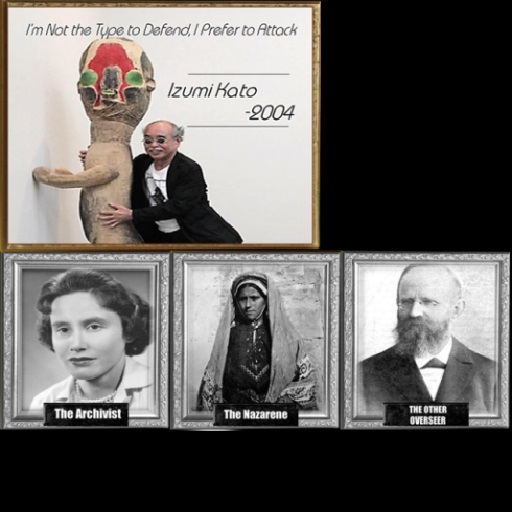 I'm Not the Type to Defend, I Prefer to Attack
Izumi Kato
-2004
The Archivist
The Nazarene
THE OTHER
OVERSEER